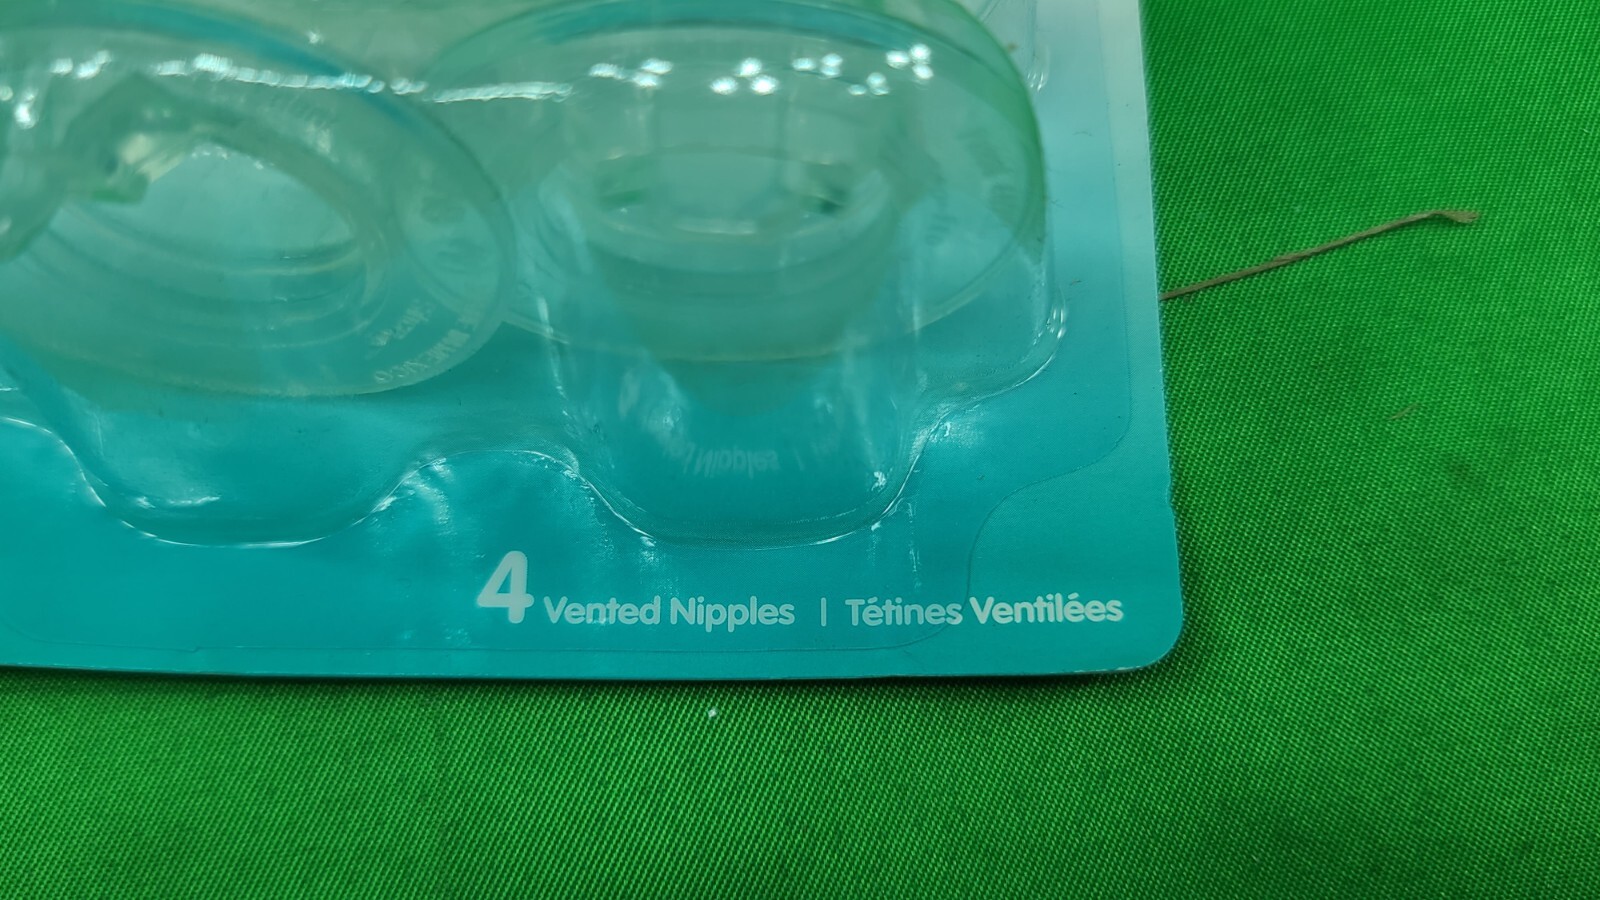 4 Vented Nipples | Tétines Ventilées